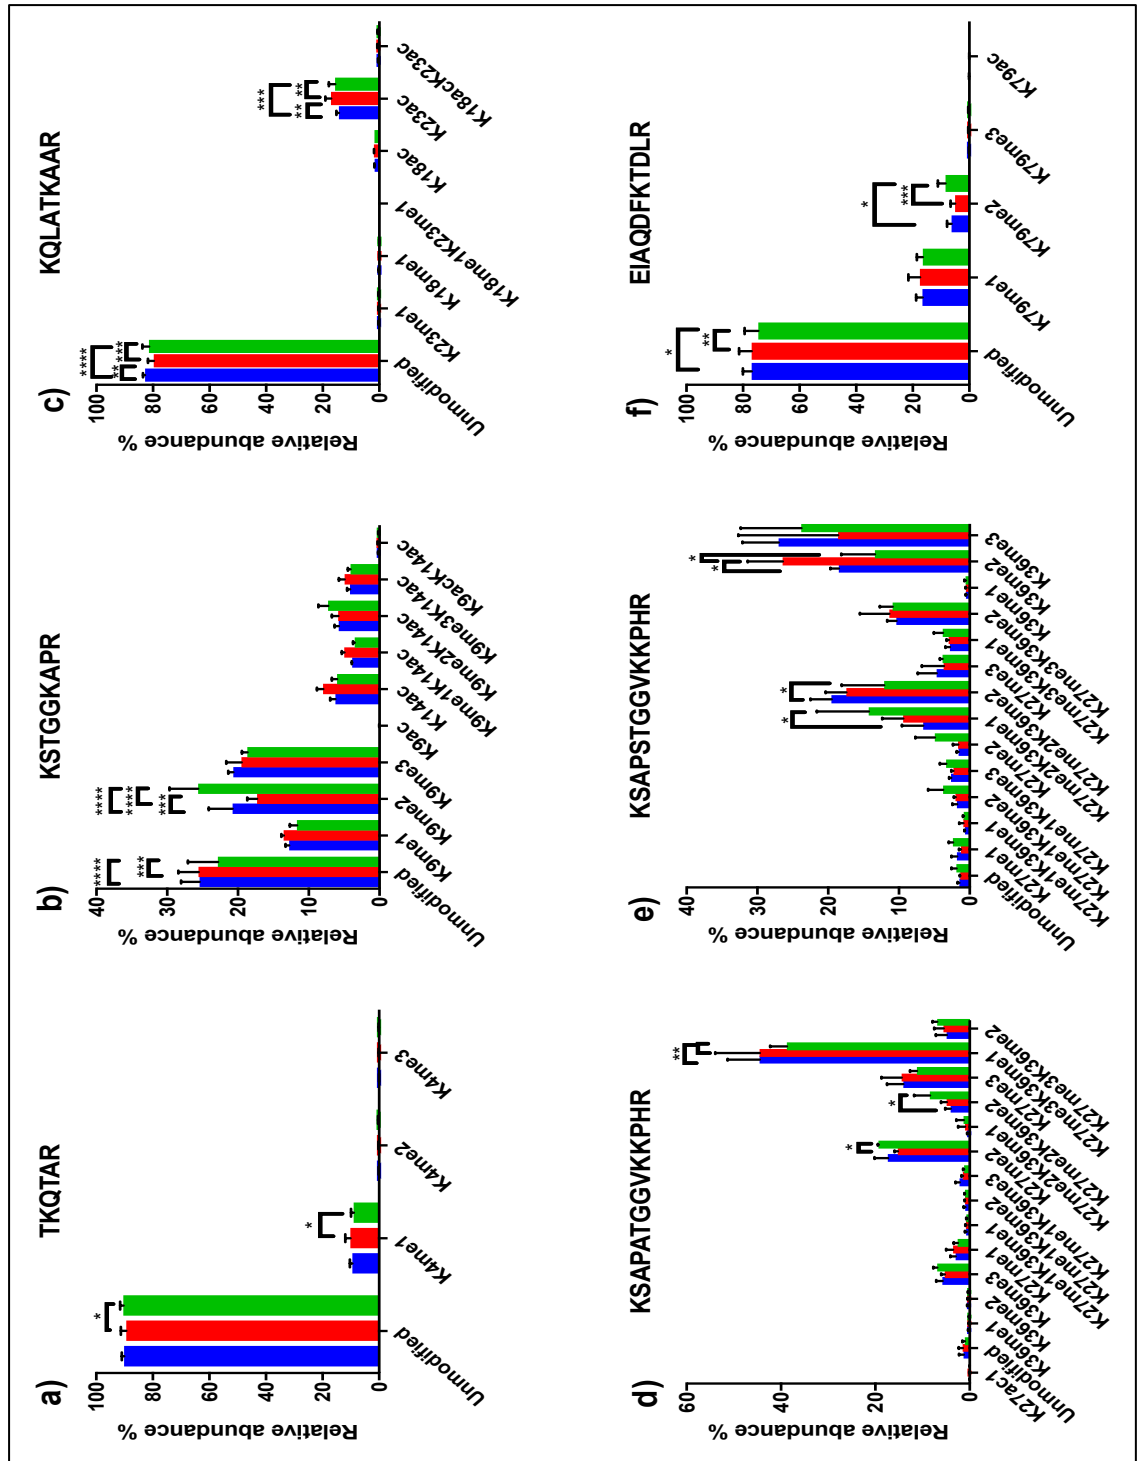 a)
TKQTAR
Relative abundance %
100
80
60
40
20
0
*
*
Unmodified
K4me1
K4me2
K4me3
b)
KSTGGKAPR
Relative abundance %
40
30
20
10
0
****
***
****
****
***
Unmodified
K9me1
K9me2
K9me3
K9ac
K14ac
K9me1K14ac
K9me2K14ac
K9me3K14ac
K9acK14ac
c)
KQLATKAAR
Relative abundance %
100
80
60
40
20
0
****
**
****
***
**
**
Unmodified
K23me1
K18me1
K18me1K23me1
K18ac
K23ac
K18acK23ac
d)
KSAPATGGVKKPHR
Relative abundance %
60
40
20
0
*
*
**
K27ac1
Unmodified
K36me1
K36me2
K36me3
K27me1
K27me1K36me1
K27me1K36me2
K27me1K36me3
K27me2
K27me2K36me1
K27me2K36me2
K27me3
K27me3K36me1
K27me3K36me2
e)
KSAPSTGGVKKPHR
Relative abundance %
40
30
20
10
0
*
*
*
*
Unmodified
K27me1
K27me1K36me1
K27me1K36me2
K27me1K36me3
K27me2
K27me2K36me1
K27me2K36me2
K27me3
K27me3K36me1
K27me3K36me2
K36me1
K36me2
K36me3
f)
EIAQDFKTDLR
Relative abundance %
100
80
60
40
20
0
*
**
*
***
Unmodified
K79me1
K79me2
K79me3
K79ac